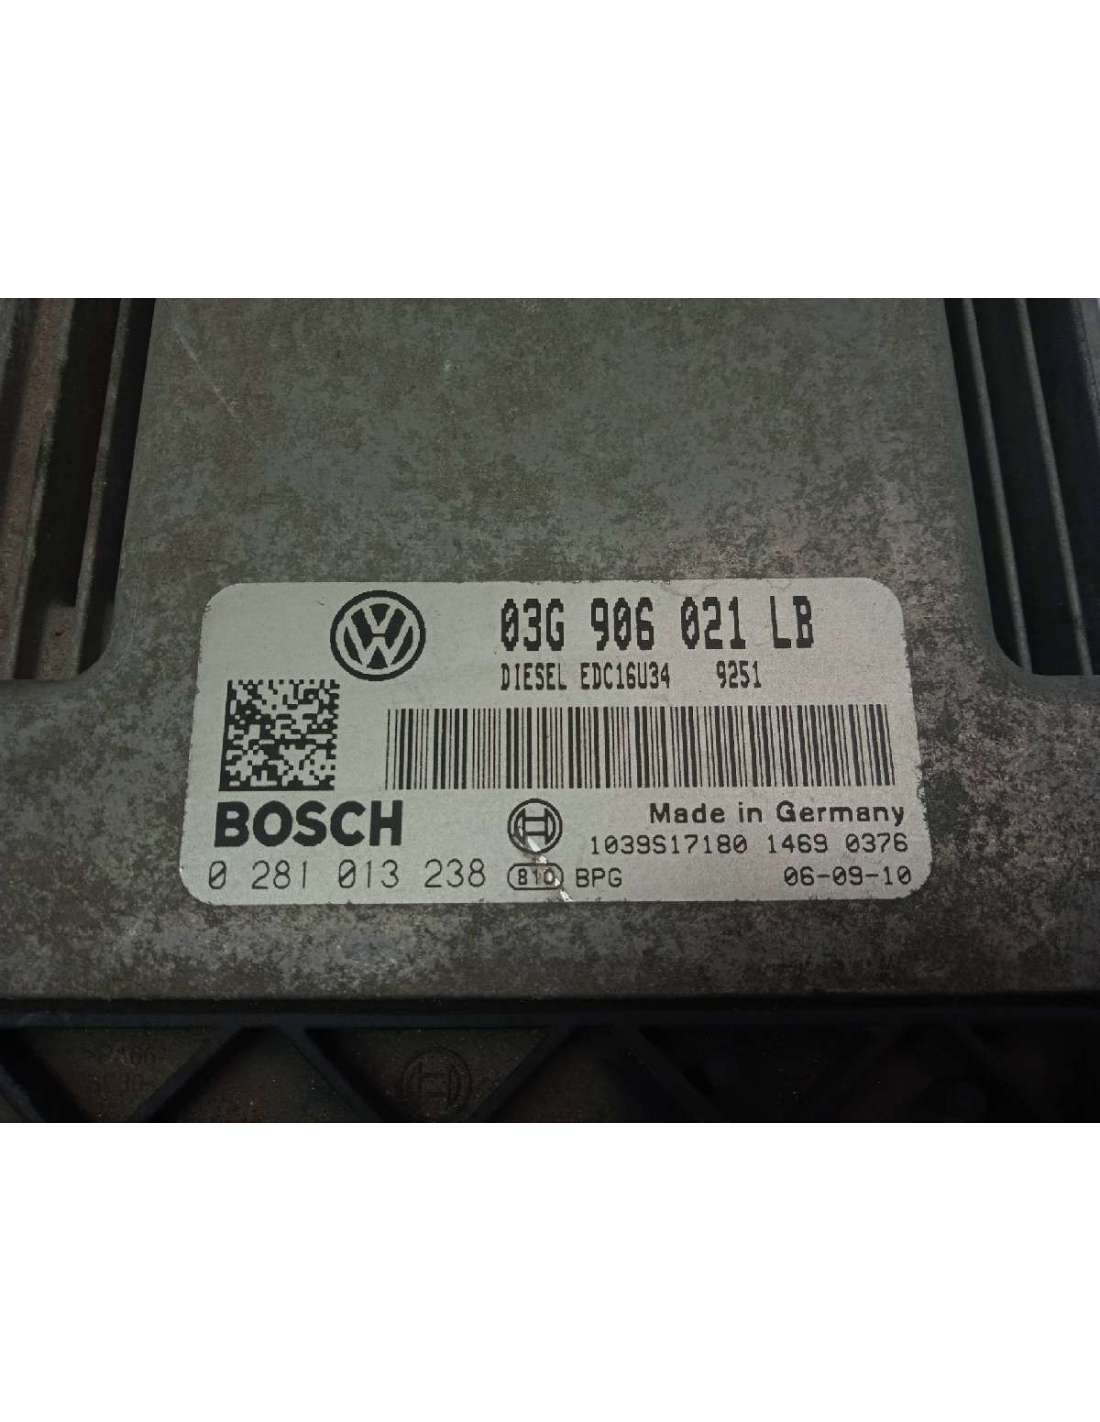 03G 906 021 LB
DIESEL EDC16U34 9251
BOSCH
Made in Germany
1039S17180 1469 0376
0 281 013 238 810 BPG 06-09-10